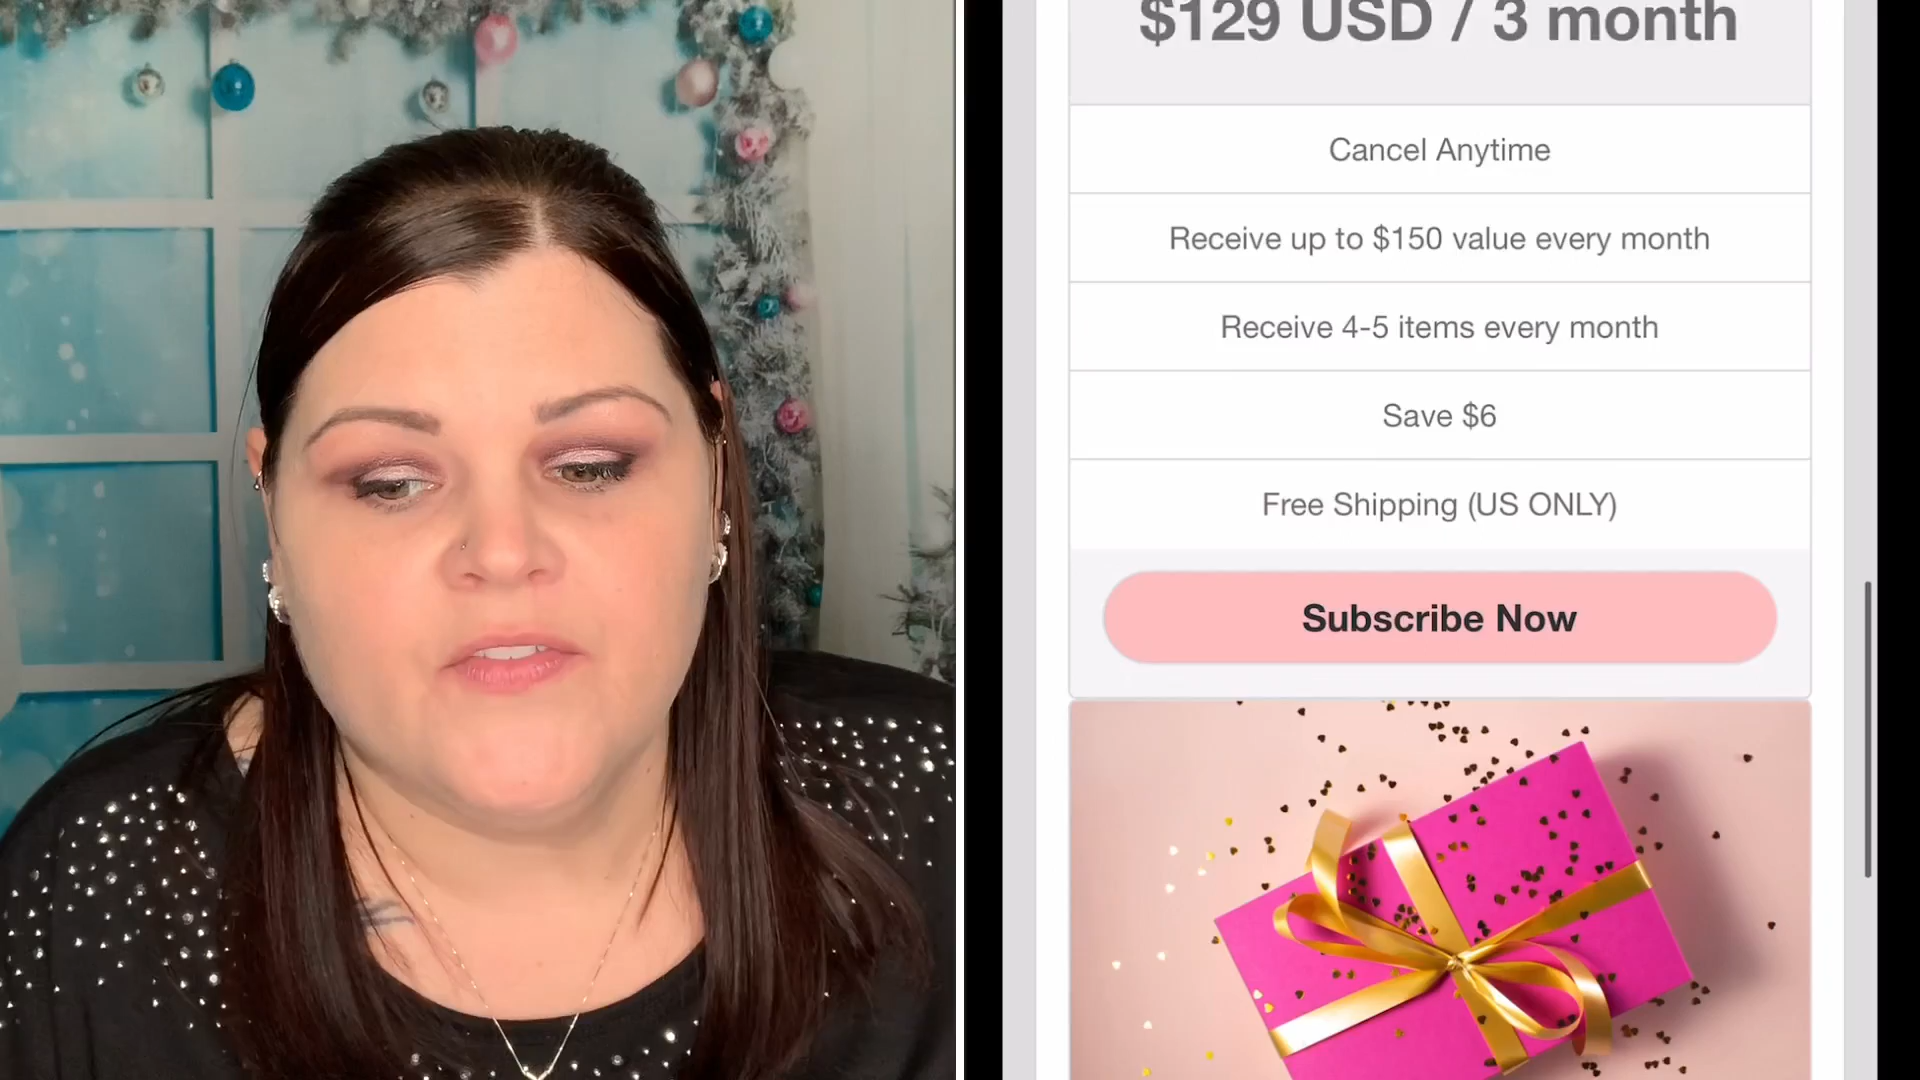 $129 USD / 3 month
Cancel Anytime
Receive up to $150 value every month
Receive 4-5 items every month
Save $6
Free Shipping (US ONLY)
Subscribe Now